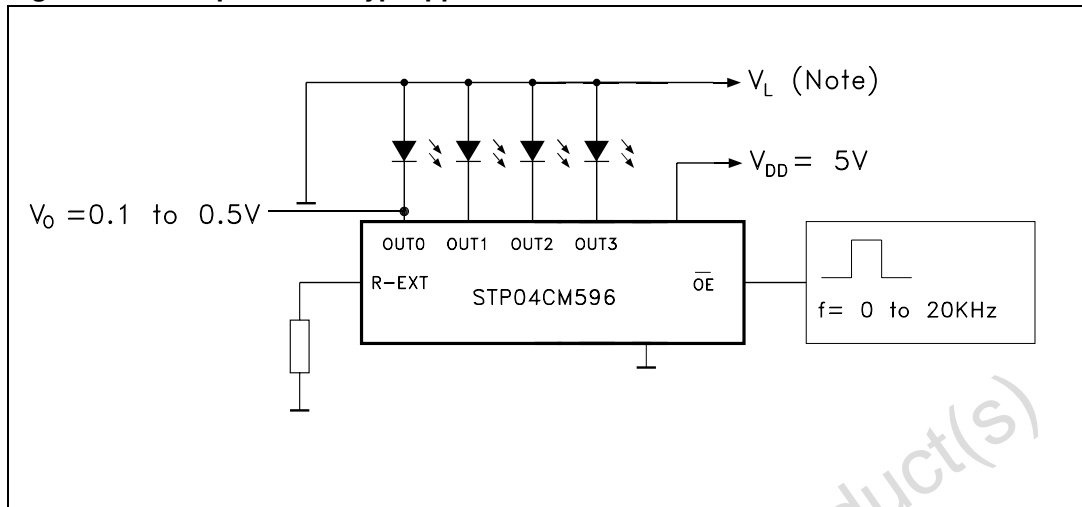 V_L (Note)
V_DD = 5V
V_O = 0.1 to 0.5V
OUT0 OUT1 OUT2 OUT3
R-EXT
STP04CM596
O̅E̅
f= 0 to 20KHz
duct(s)